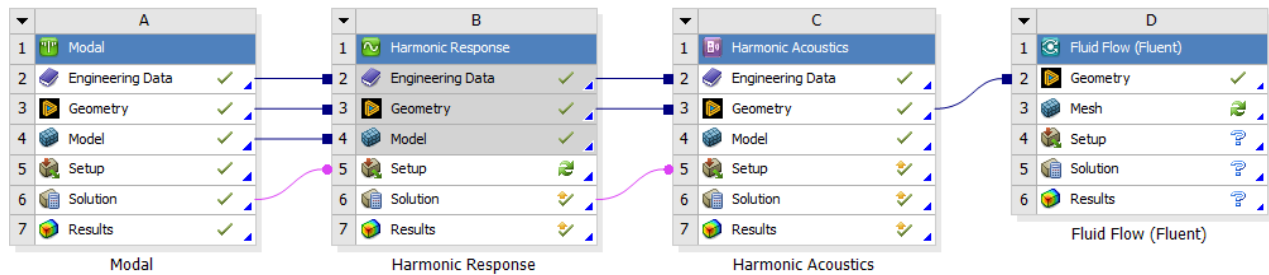 A
1 Modal
2 Engineering Data
3 Geometry
4 Model
5 Setup
6 Solution
7 Results
Modal
B
1 Harmonic Response
2 Engineering Data
3 Geometry
4 Model
5 Setup
6 Solution
7 Results
Harmonic Response
C
1 Harmonic Acoustics
2 Engineering Data
3 Geometry
4 Model
5 Setup
6 Solution
7 Results
Harmonic Acoustics
D
1 Fluid Flow (Fluent)
2 Geometry
3 Mesh
4 Setup ?
5 Solution ?
6 Results ?
Fluid Flow (Fluent)